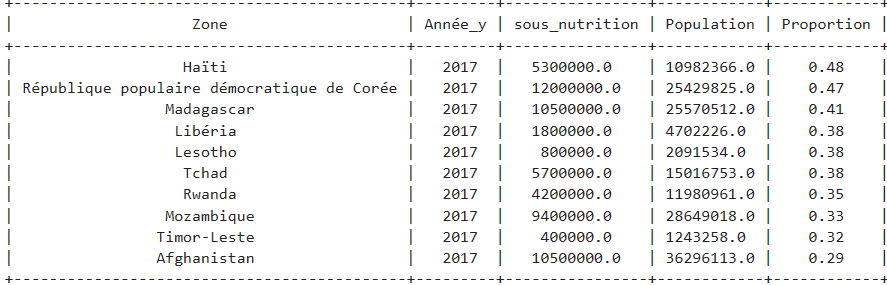 +-------------------------------------------+---------+----------------+------------+------------+
| Zone | Année_y | sous_nutrition | Population | Proportion |
+-------------------------------------------+---------+----------------+------------+------------+
| Haïti | 2017 | 5300000.0 | 10982366.0 | 0.48 |
| République populaire démocratique de Corée | 2017 | 12000000.0 | 25429825.0 | 0.47 |
| Madagascar | 2017 | 10500000.0 | 25570512.0 | 0.41 |
| Libéria | 2017 | 1800000.0 | 4702226.0 | 0.38 |
| Lesotho | 2017 | 800000.0 | 2091534.0 | 0.38 |
| Tchad | 2017 | 5700000.0 | 15016753.0 | 0.38 |
| Rwanda | 2017 | 4200000.0 | 11980961.0 | 0.35 |
| Mozambique | 2017 | 9400000.0 | 28649018.0 | 0.33 |
| Timor-Leste | 2017 | 400000.0 | 1243258.0 | 0.32 |
| Afghanistan | 2017 | 10500000.0 | 36296113.0 | 0.29 |
+-------------------------------------------+---------+----------------+------------+------------+